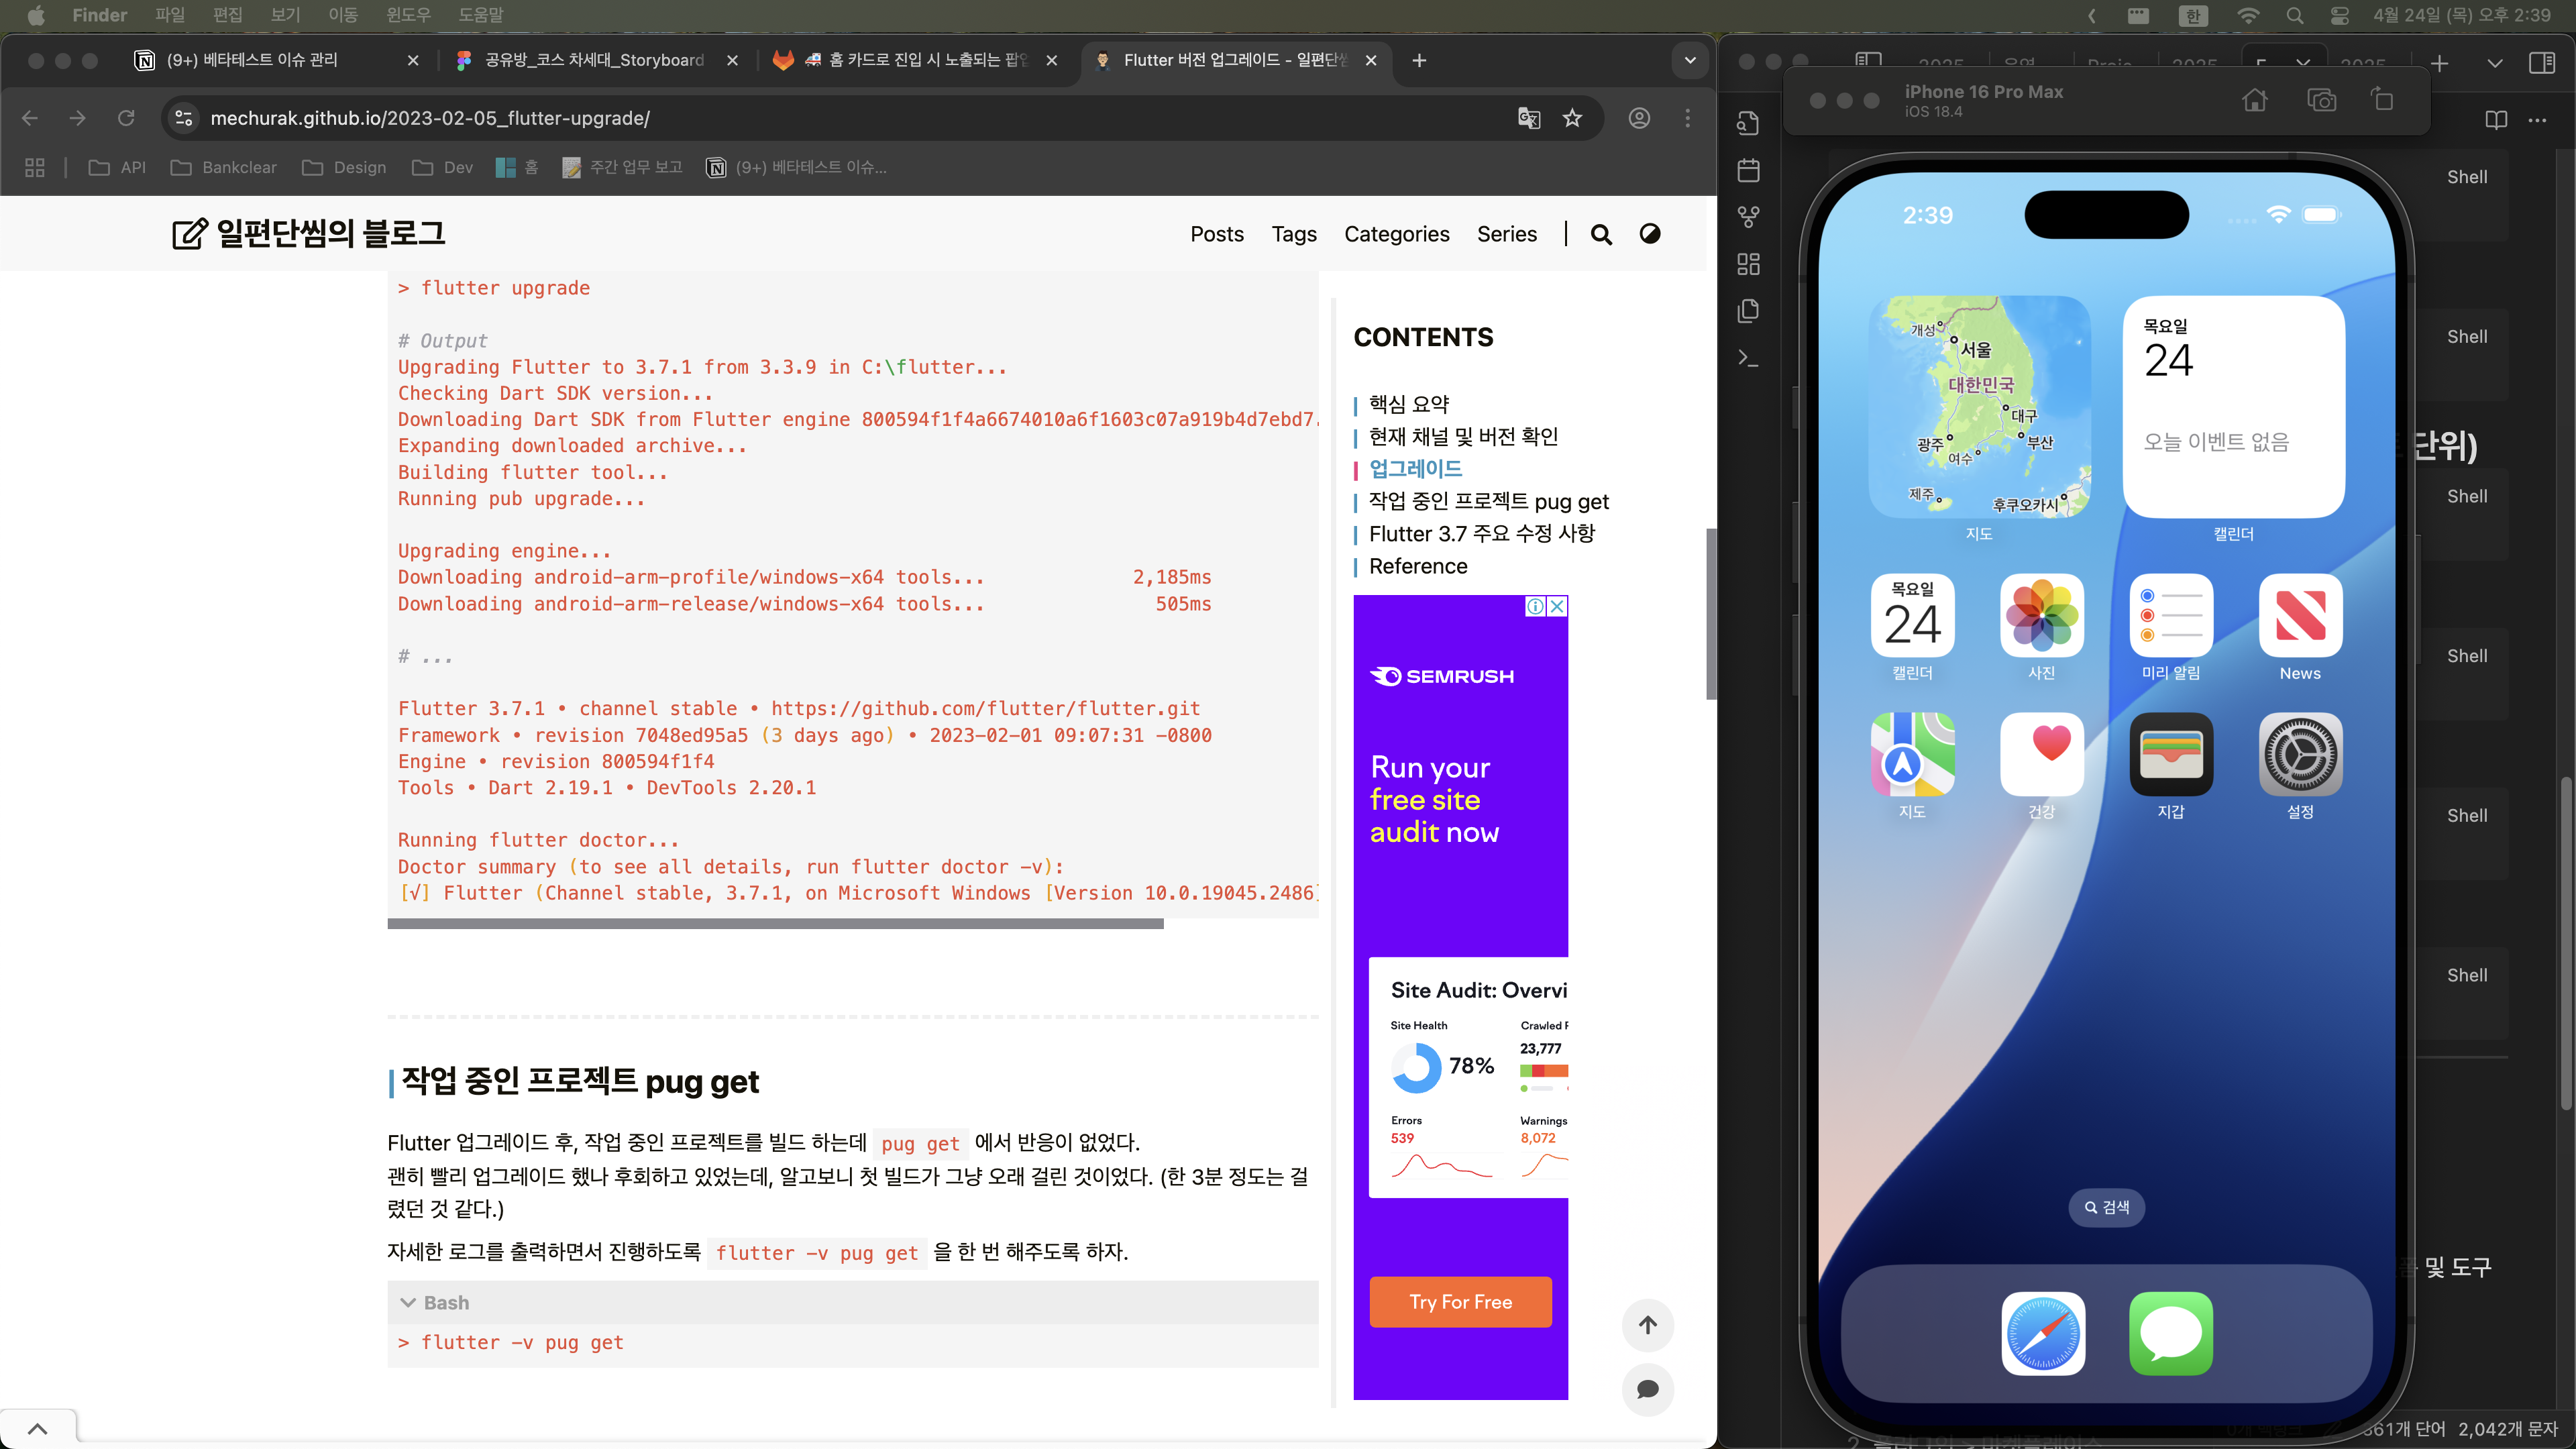 Finder 파일 편집 보기 이동 윈도우 도움말
한 4월 24일 (목) 오후 2:39
(9+) 베타테스트 이슈 관리
공유방_코스 차세대_Storyboard
홈 카드로 진입 시 노출되는 팝업
Flutter 버전 업그레이드 - 일편단씸
mechurak.github.io/2023-02-05_flutter-upgrade/
API Bankclear Design Dev 홈 주간 업무 보고 (9+) 베타테스트 이슈...
일편단씸의 블로그
Posts Tags Categories Series
> flutter upgrade
# Output
Upgrading Flutter to 3.7.1 from 3.3.9 in C:\flutter...
Checking Dart SDK version...
Downloading Dart SDK from Flutter engine 800594f1f4a6674010a6f1603c07a919b4d7ebd7.
Expanding downloaded archive...
Building flutter tool...
Running pub upgrade...
Upgrading engine...
Downloading android-arm-profile/windows-x64 tools... 2,185ms
Downloading android-arm-release/windows-x64 tools... 505ms
# ...
Flutter 3.7.1 • channel stable • https://github.com/flutter/flutter.git
Framework • revision 7048ed95a5 (3 days ago) • 2023-02-01 09:07:31 -0800
Engine • revision 800594f1f4
Tools • Dart 2.19.1 • DevTools 2.20.1
Running flutter doctor...
Doctor summary (to see all details, run flutter doctor -v):
[√] Flutter (Channel stable, 3.7.1, on Microsoft Windows [Version 10.0.19045.2486]
작업 중인 프로젝트 pug get
Flutter 업그레이드 후, 작업 중인 프로젝트를 빌드 하는데 pug get 에서 반응이 없었다.
괜히 빨리 업그레이드 했나 후회하고 있었는데, 알고보니 첫 빌드가 그냥 오래 걸린 것이었다. (한 3분 정도는 걸
렸던 것 같다.)
자세한 로그를 출력하면서 진행하도록 flutter -v pug get 을 한 번 해주도록 하자.
Bash
> flutter -v pug get
CONTENTS
핵심 요약
현재 채널 및 버전 확인
업그레이드
작업 중인 프로젝트 pug get
Flutter 3.7 주요 수정 사항
Reference
SEMRUSH
Run your
free site
audit now
Site Audit: Overvi
Site Health
78%
Crawled
23,777
Errors
539
Warnings
8,072
Try For Free
2025 2025 2025
iPhone 16 Pro Max
iOS 18.4
2:39
개성
서울
대한민국
대구
광주
부산
여수
제주
후쿠오카시
지도
목요일
24
오늘 이벤트 없음
캘린더
목요일
24
캘린더
사진
미리 알림
News
지도
건강
지갑
설정
검색
Shell
Shell
단위)
Shell
Shell
Shell
Shell
및 도구
361개 단어 2,042개 문자